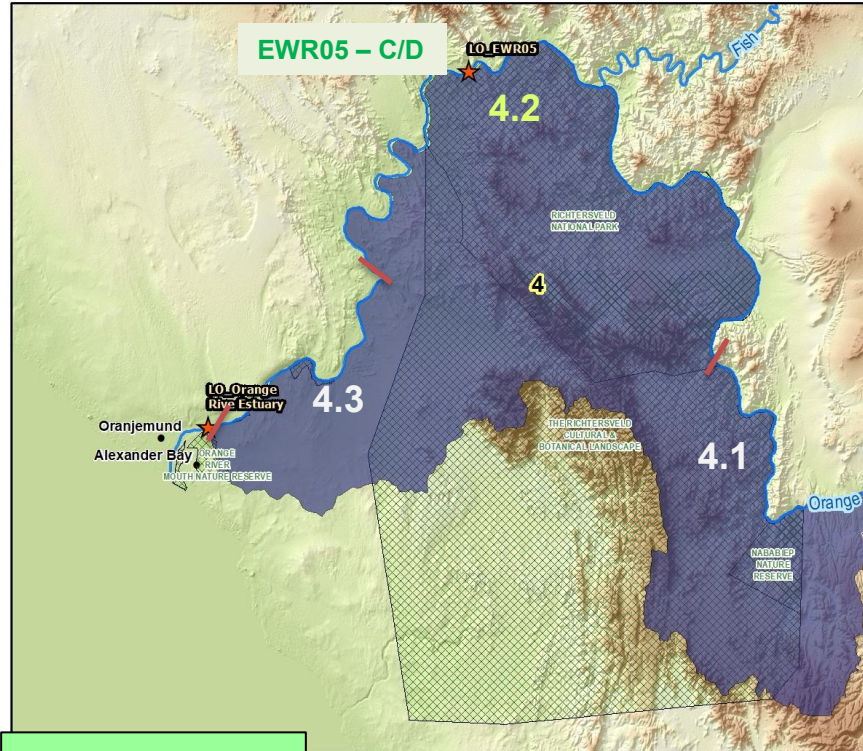 EWR05 – C/D
LO_EWR05
Fish
4.2
RICHTERSVELD
NATIONAL PARK
4
LO_Orange
Rive Estuary
4.3
Oranjemund
Alexander Bay
ORANGE
RIVER
MOUTH NATURE RESERVE
THE RICHTERSVELD
CULTURAL &
BOTANICAL LANDSCAPE
4.1
Orange
NABABIEP
NATURE
RESERVE